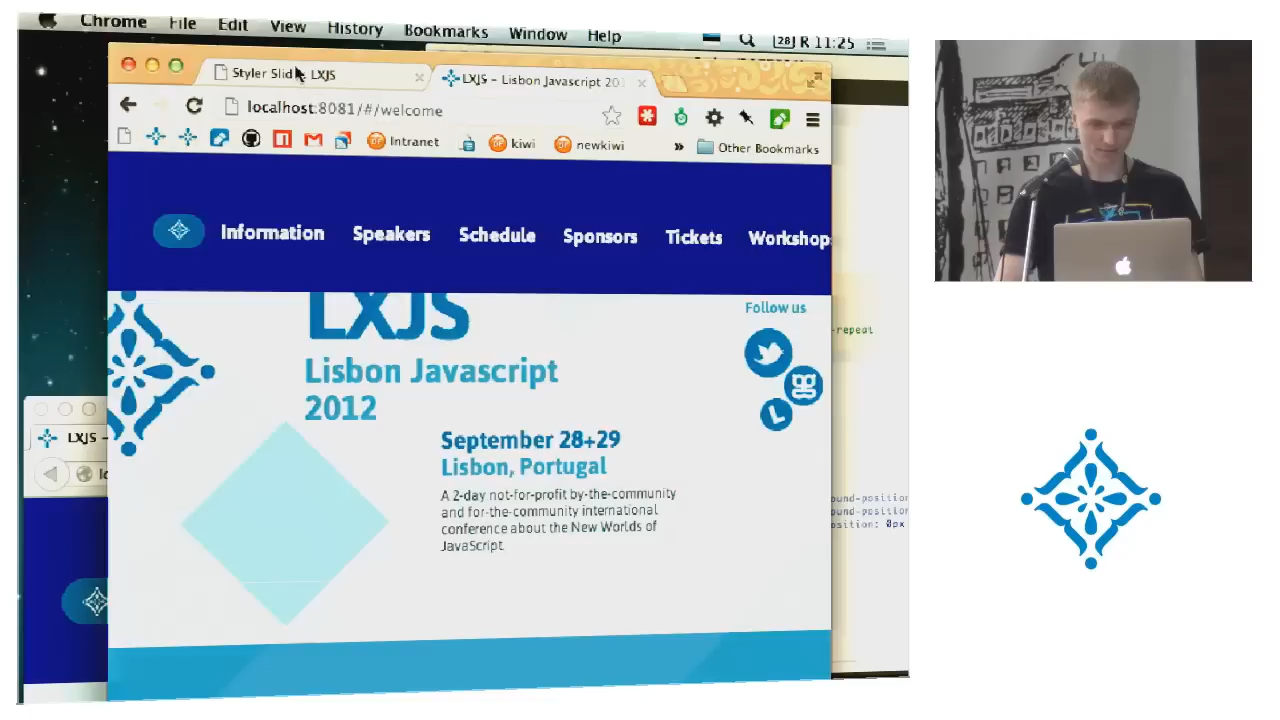 Chrome File Edit View History Bookmarks Window Help
[28] R 11:25
Styler Slid LXJS
LXJS – Lisbon Javascript 201
localhost:8081/#/welcome
Intranet
kiwi
newkiwi
» Other Bookmarks
Information Speakers Schedule Sponsors Tickets Workshop
LXJS
Follow us
Lisbon Javascript
2012
September 28+29
Lisbon, Portugal
A 2-day not-for-profit by-the-community
and for-the-community international
conference about the New Worlds of
JavaScript
-repeat
LXJS –
ound-position
ound-position
osition: 0px